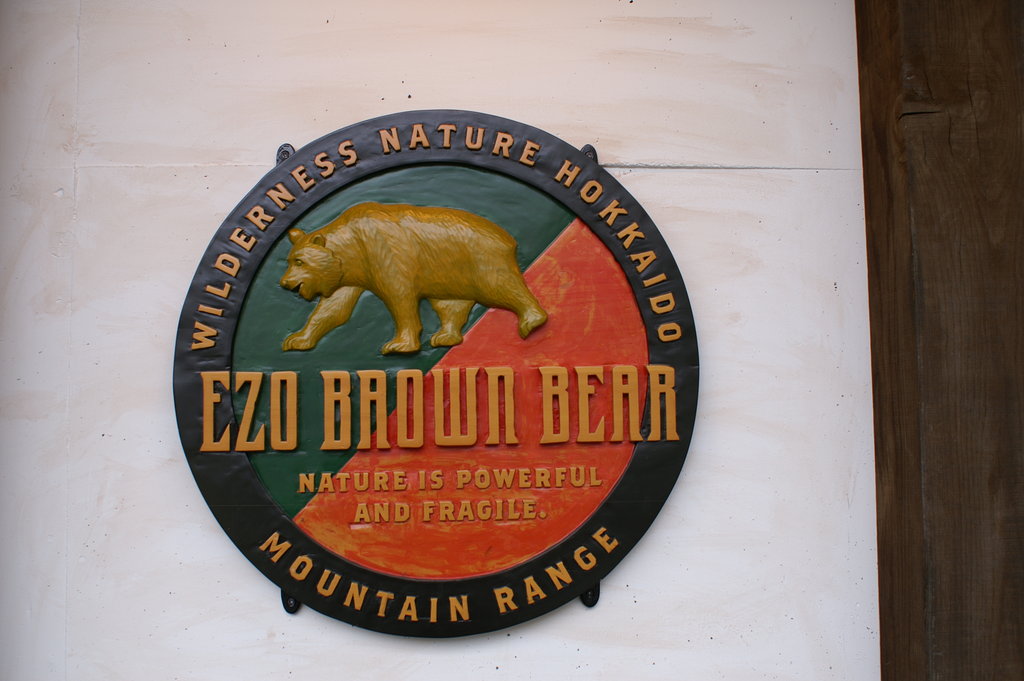 WILDERNESS NATURE HOKKAIDO
EZO BROWN BEAR
NATURE IS POWERFUL
AND FRAGILE.
MOUNTAIN RANGE